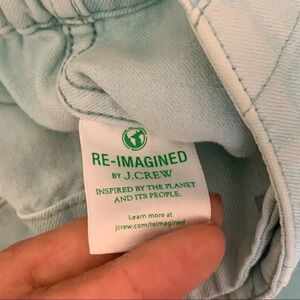 RE-IMAGINED
BY J.CREW
INSPIRED BY THE PLANET
AND ITS PEOPLE.
Learn more at
jcrew.com/reimagined